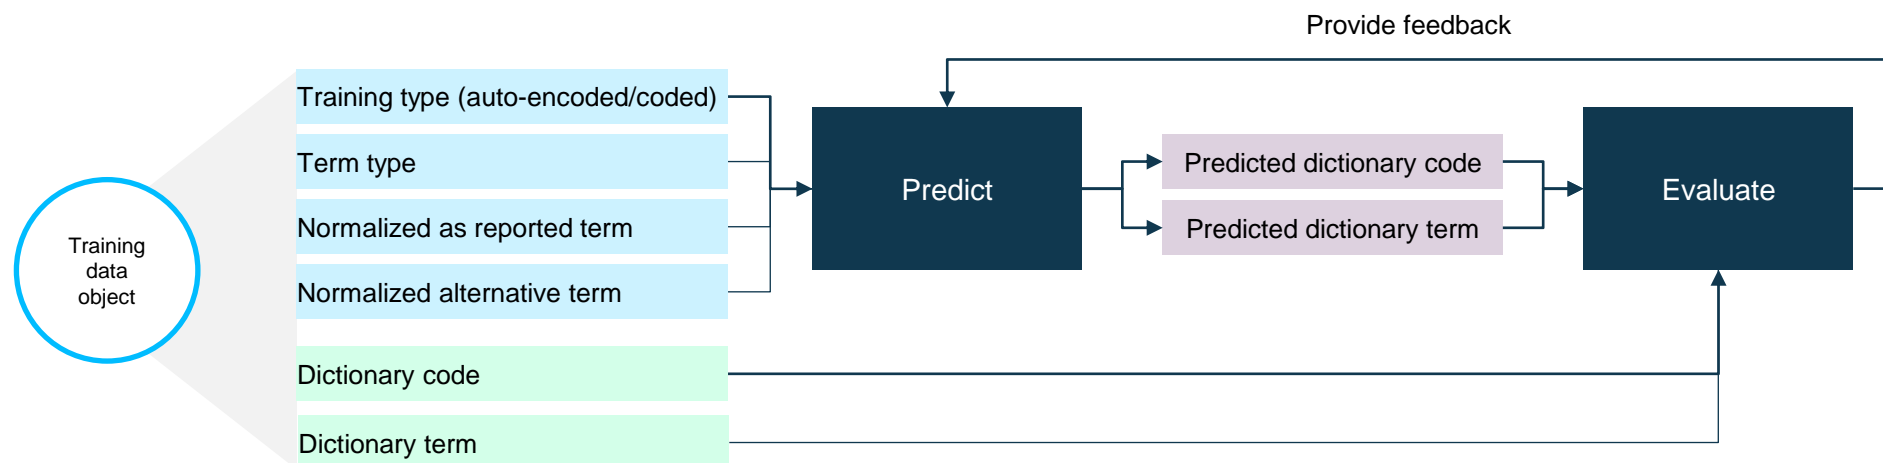 Provide feedback
Training type (auto-encoded/coded)
Term type
Normalized as reported term
Normalized alternative term
Dictionary code
Dictionary term
Training
data
object
Predict
Predicted dictionary code
Predicted dictionary term
Evaluate